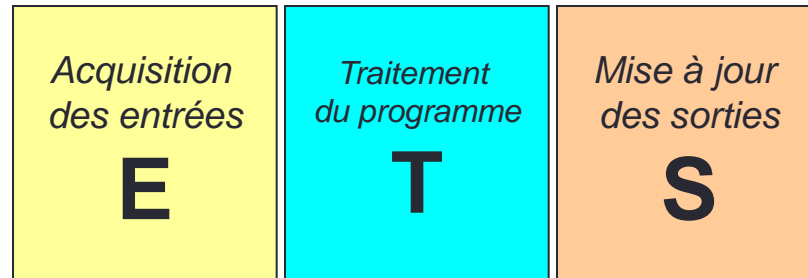 Acquisition
des entrées
E
Traitement
du programme
T
Mise à jour
des sorties
S